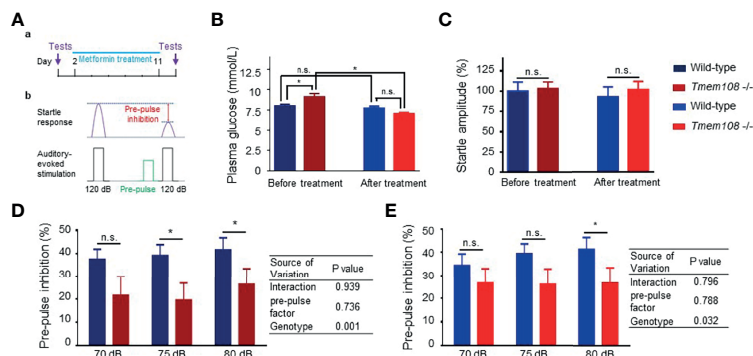 A
a
Tests
Tests
Metformin treatment
Day
2
11
b
Startle
response
Pre-pulse
inhibition
Auditory-
evoked
stimulation
120 dB
Pre-pulse
120 dB
B
Plasma glucose (mmol/L)
12.5
10.0
7.5
5.0
2.5
0
n.s.
*
*
n.s.
Before treatment
After treatment
C
Startle amplitude (%)
125
100
75
50
25
0
n.s.
n.s.
Before treatment
After treatment
Wild-type
Tmem108 -/-
Wild-type
Tmem108 -/-
D
Pre-pulse inhibtion (%)
50
40
30
20
10
0
n.s.
*
*
70 dB
75 dB
80 dB
Source of
Variation
P value
Interaction
0.939
pre-pulse
factor
0.736
Genotype
0.001
E
Pre-pulse inhibition (%)
50
40
30
20
10
0
n.s.
n.s.
*
70 dB
75 dB
80 dB
Source of
Variation
P value
Interaction
0.796
pre-pulse
factor
0.788
Genotype
0.032